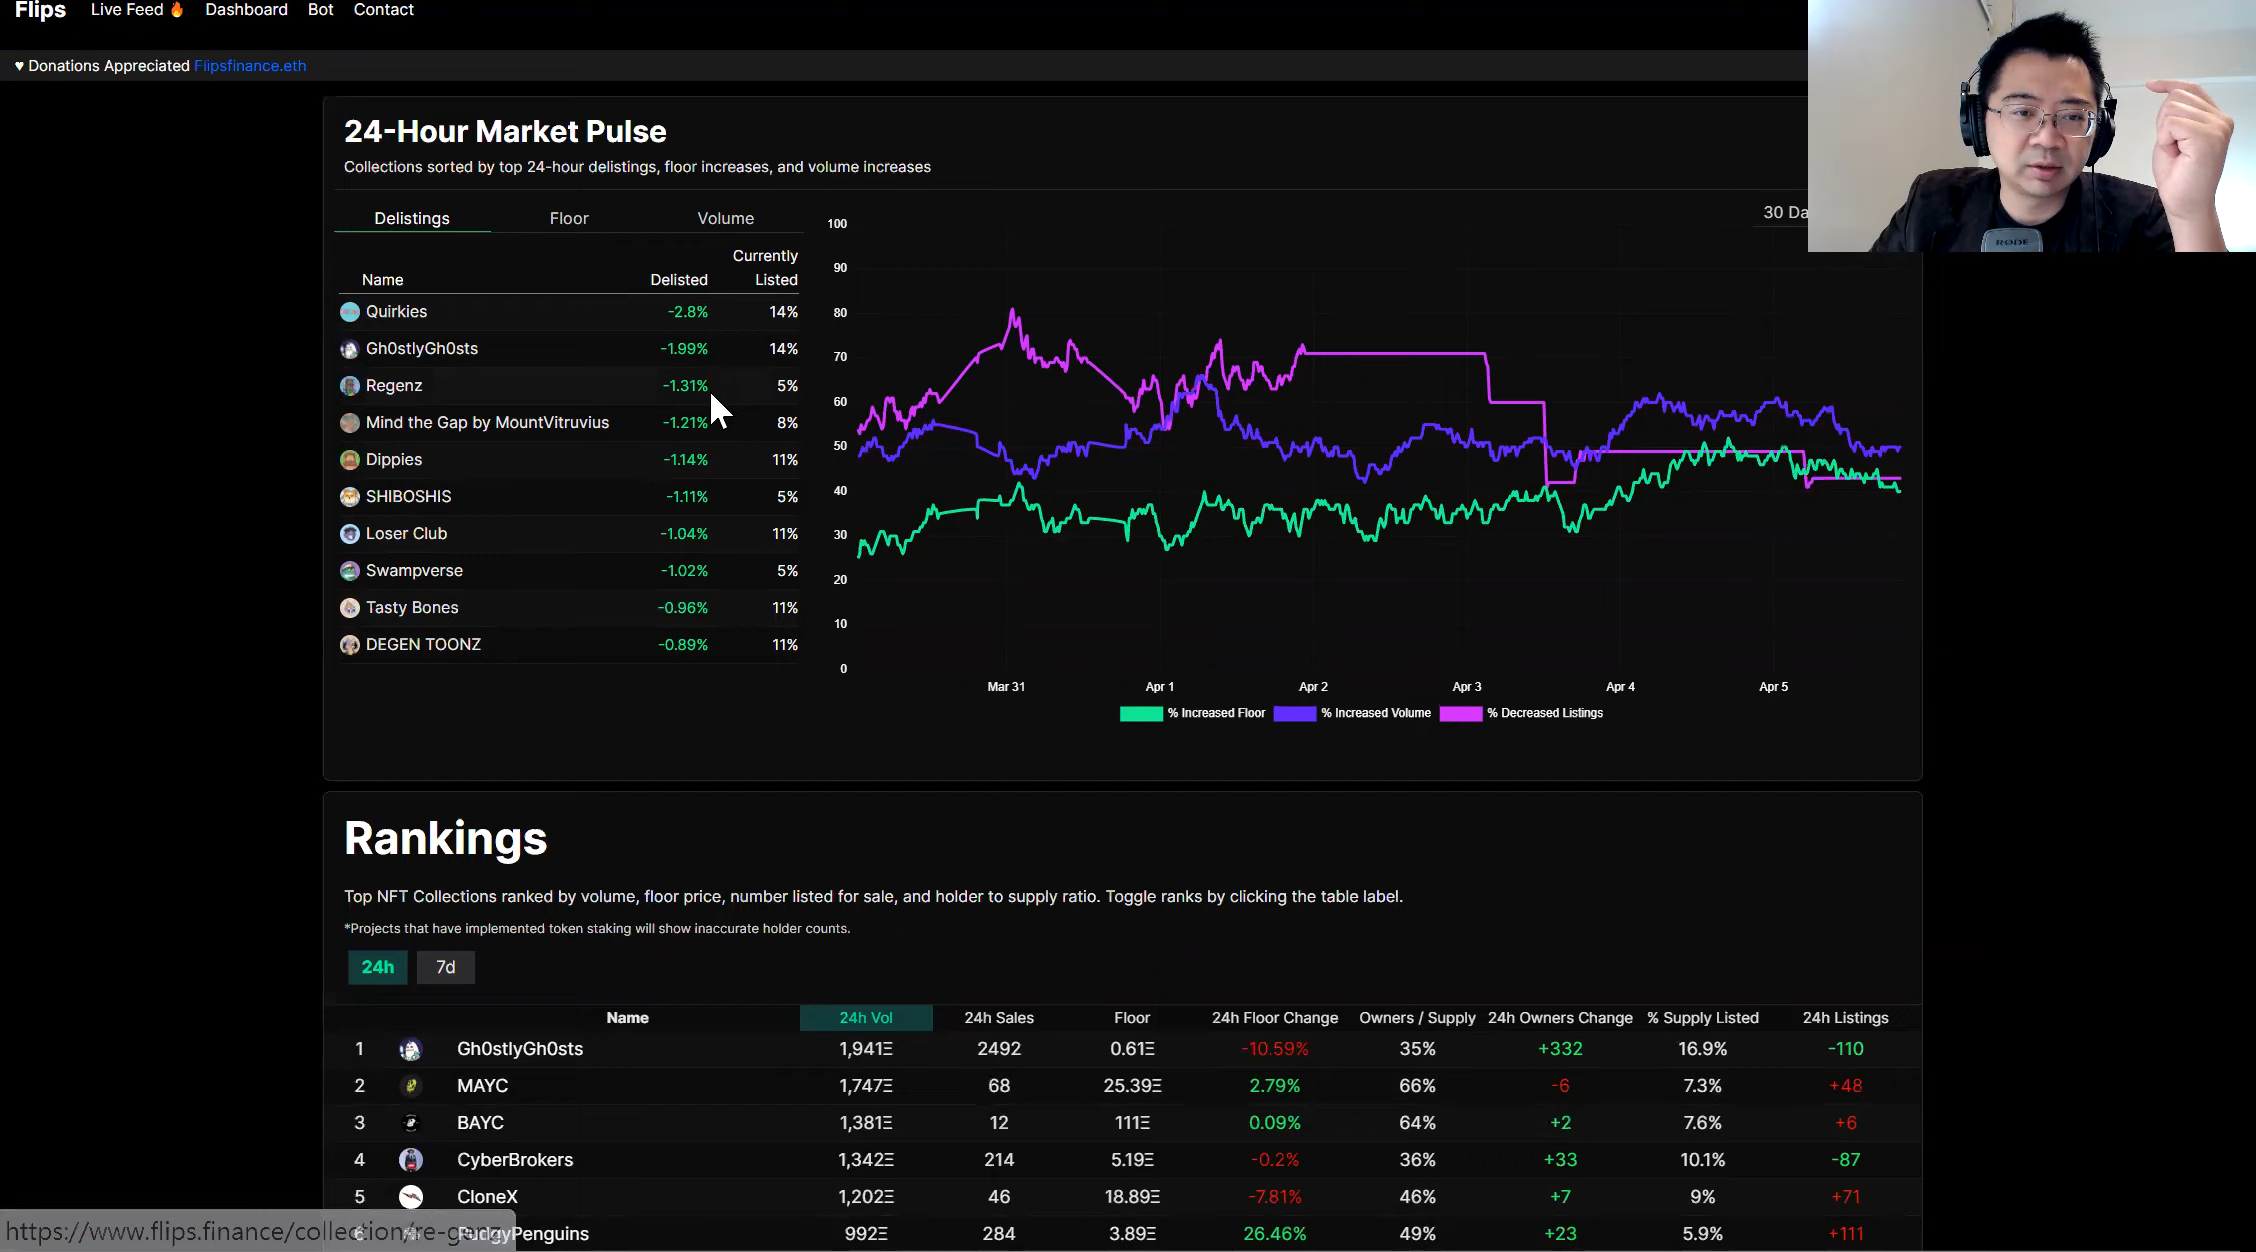 Flips Live Feed 🔥 Dashboard Bot Contact
♥ Donations Appreciated Flipsfinance.eth
24-Hour Market Pulse
Collections sorted by top 24-hour delistings, floor increases, and volume increases
Delistings Floor Volume
Name Delisted Currently Listed
Quirkies -2.8% 14%
Gh0stlyGh0sts -1.99% 14%
Regenz -1.31% 5%
Mind the Gap by MountVitruvius -1.21% 8%
Dippies -1.14% 11%
SHIBOSHIS -1.11% 5%
Loser Club -1.04% 11%
Swampverse -1.02% 5%
Tasty Bones -0.96% 11%
DEGEN TOONZ -0.89% 11%
30 Da
100
90
80
70
60
50
40
30
20
10
0
Mar 31 Apr 1 Apr 2 Apr 3 Apr 4 Apr 5
% Increased Floor % Increased Volume % Decreased Listings
RODE
Rankings
Top NFT Collections ranked by volume, floor price, number listed for sale, and holder to supply ratio. Toggle ranks by clicking the table label.
*Projects that have implemented token staking will show inaccurate holder counts.
24h 7d
Name 24h Vol 24h Sales Floor 24h Floor Change Owners / Supply 24h Owners Change % Supply Listed 24h Listings
1 Gh0stlyGh0sts 1,941Ξ 2492 0.61Ξ -10.59% 35% +332 16.9% -110
2 MAYC 1,747Ξ 68 25.39Ξ 2.79% 66% -6 7.3% +48
3 BAYC 1,381Ξ 12 111Ξ 0.09% 64% +2 7.6% +6
4 CyberBrokers 1,342Ξ 214 5.19Ξ -0.2% 36% +33 10.1% -87
5 CloneX 1,202Ξ 46 18.89Ξ -7.81% 46% +7 9% +71
6 PudgyPenguins 992Ξ 284 3.89Ξ 26.46% 49% +23 5.9% +111
https://www.flips.finance/collection/re-genz